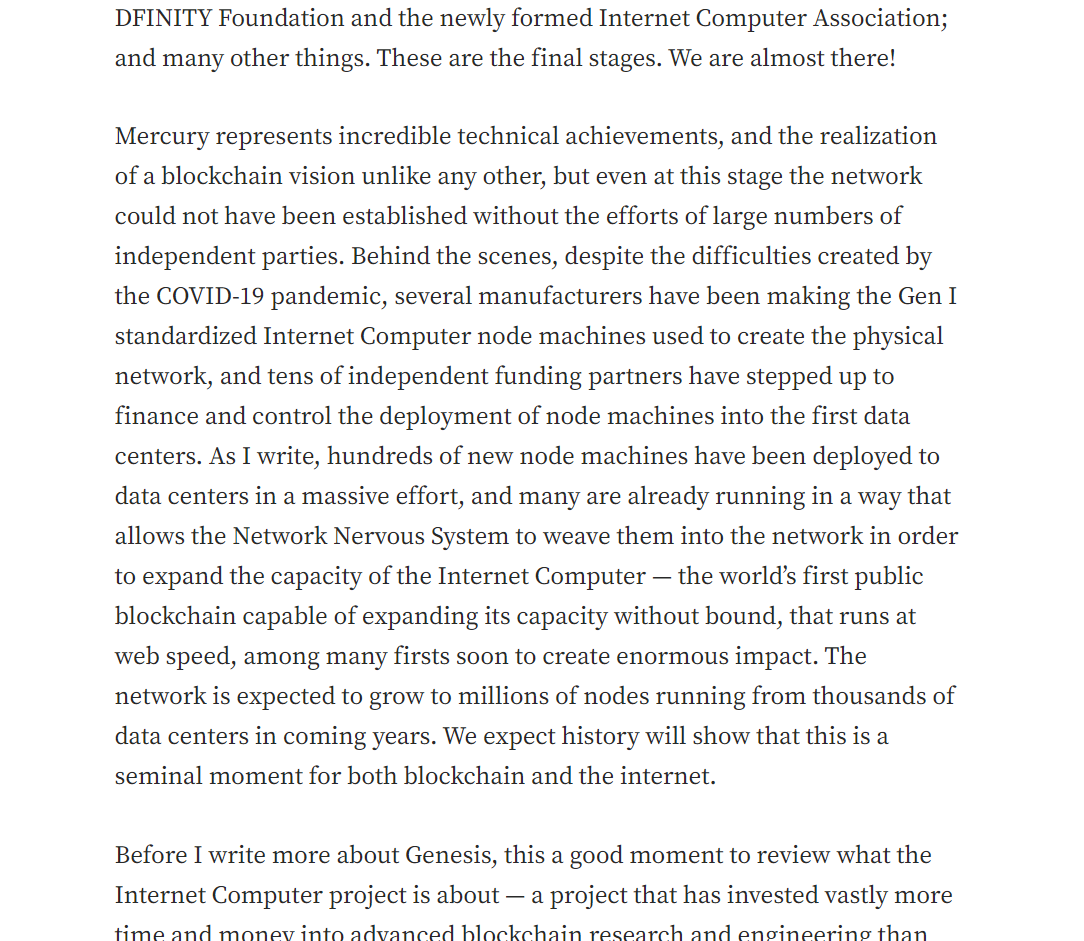 DFINITY Foundation and the newly formed Internet Computer Association;
and many other things. These are the final stages. We are almost there!
Mercury represents incredible technical achievements, and the realization
of a blockchain vision unlike any other, but even at this stage the network
could not have been established without the efforts of large numbers of
independent parties. Behind the scenes, despite the difficulties created by
the COVID-19 pandemic, several manufacturers have been making the Gen I
standardized Internet Computer node machines used to create the physical
network, and tens of independent funding partners have stepped up to
finance and control the deployment of node machines into the first data
centers. As I write, hundreds of new node machines have been deployed to
data centers in a massive effort, and many are already running in a way that
allows the Network Nervous System to weave them into the network in order
to expand the capacity of the Internet Computer — the world’s first public
blockchain capable of expanding its capacity without bound, that runs at
web speed, among many firsts soon to create enormous impact. The
network is expected to grow to millions of nodes running from thousands of
data centers in coming years. We expect history will show that this is a
seminal moment for both blockchain and the internet.
Before I write more about Genesis, this a good moment to review what the
Internet Computer project is about — a project that has invested vastly more
time and money into advanced blockchain research and engineering than